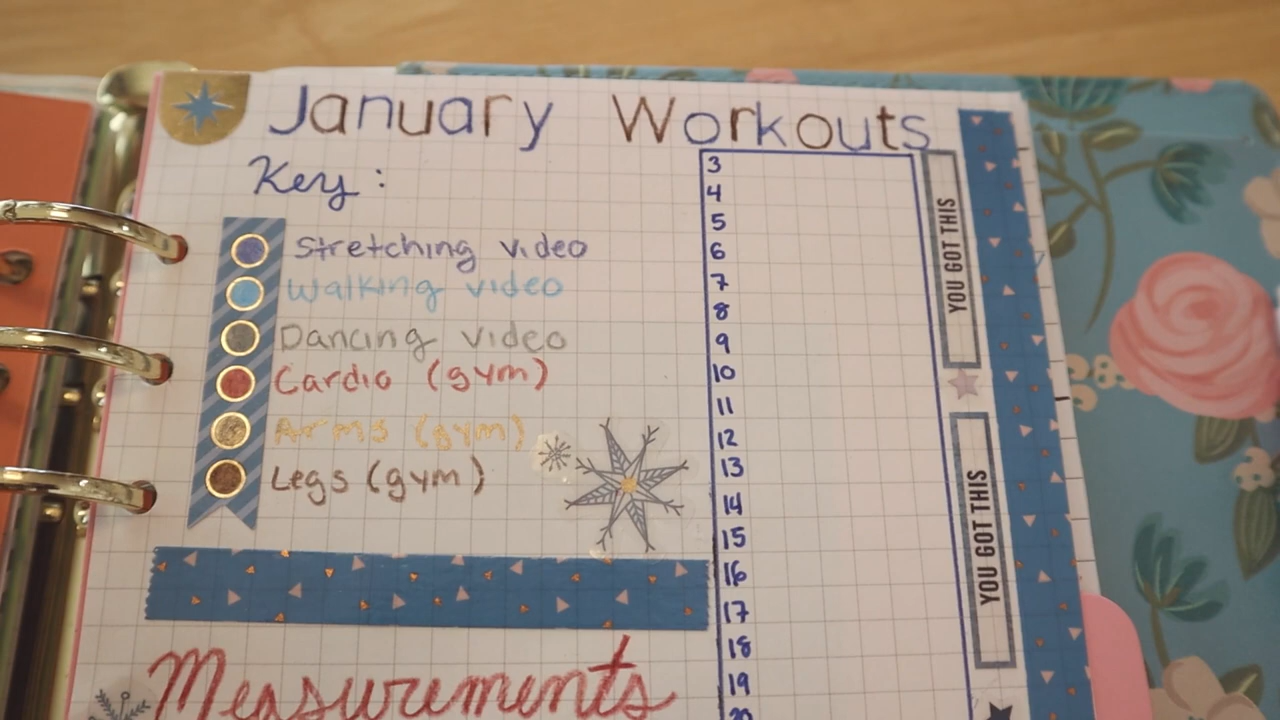 January Workouts
Key:
Stretching video
Walking video
Dancing video
Cardio (gym)
Arms (gym)
Legs (gym)
Measurements
3
4
5
6
7
8
9
10
11
12
13
14
15
16
17
18
19
20
YOU GOT THIS
YOU GOT THIS